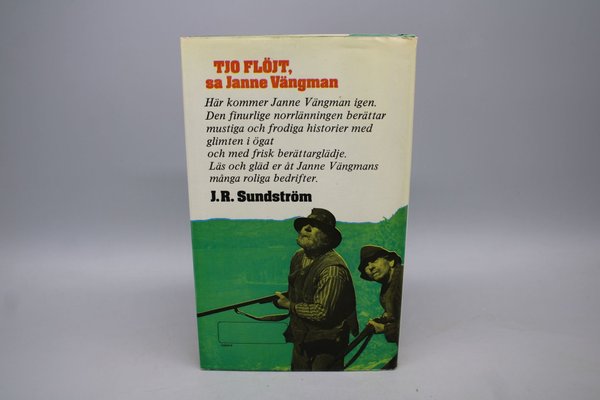 TJO FLÖJT,
sa Janne Vängman
Här kommer Janne Vängman igen.
Den finurlige norrlänningen berättar
mustiga och frodiga historier med
glimten i ögat
och med frisk berättarglädje.
Läs och gläd er åt Janne Vängmans
många roliga bedrifter.
J.R. Sundström